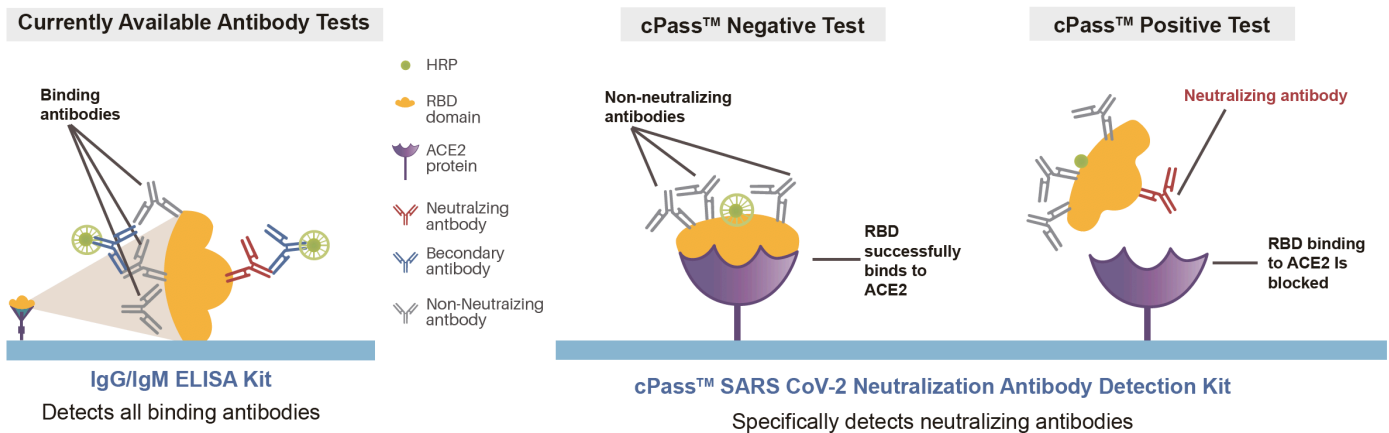 Currently Available Antibody Tests
Binding
antibodies
IgG/IgM ELISA Kit
Detects all binding antibodies
HRP
RBD
domain
ACE2
protein
Neutralzing
antbody
Becondary
antibody
Non-Neutraizing
antbody
cPass™ Negative Test
Non-neutralizing
antibodies
RBD
successfully
binds to
ACE2
cPass™ Positive Test
Neutralizing antibody
RBD binding
to ACE2 Is
blocked
cPass™ SARS CoV-2 Neutralization Antibody Detection Kit
Specifically detects neutralizing antibodies